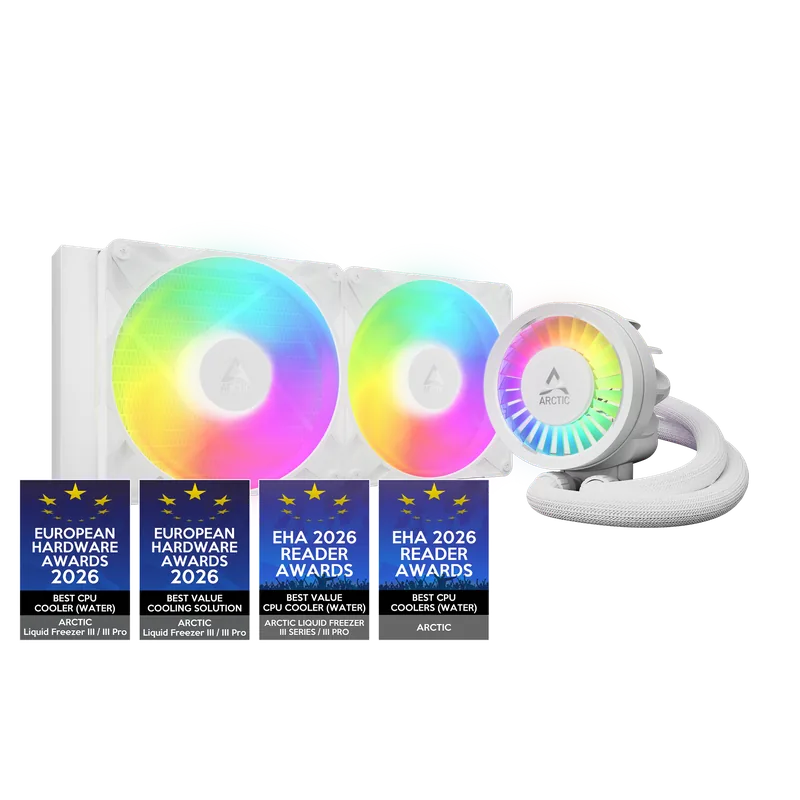 ARCTIC
EUROPEAN
HARDWARE
AWARDS
2026
BEST CPU
COOLER (WATER)
ARCTIC
Liquid Freezer III / III Pro
EUROPEAN
HARDWARE
AWARDS
2026
BEST VALUE
COOLING SOLUTION
ARCTIC
Liquid Freezer III / III Pro
EHA 2026
READER
AWARDS
BEST VALUE
CPU COOLER (WATER)
ARCTIC LIQUID FREEZER
III SERIES / III PRO
EHA 2026
READER
AWARDS
BEST CPU
COOLERS (WATER)
ARCTIC